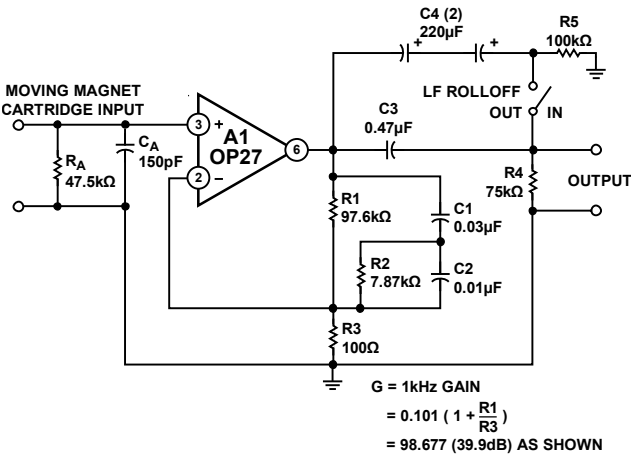 C4 (2)
220µF
+
+
R5
100kΩ
MOVING MAGNET
CARTRIDGE INPUT
LF ROLLOFF
OUT
IN
C3
0.47µF
3
+
A1
OP27
6
2
–
RA
47.5kΩ
CA
150pF
R1
97.6kΩ
C1
0.03µF
R4
75kΩ
OUTPUT
R2
7.87kΩ
C2
0.01µF
R3
100Ω
G = 1kHz GAIN
= 0.101 ( 1 + R1/R3 )
= 98.677 (39.9dB) AS SHOWN